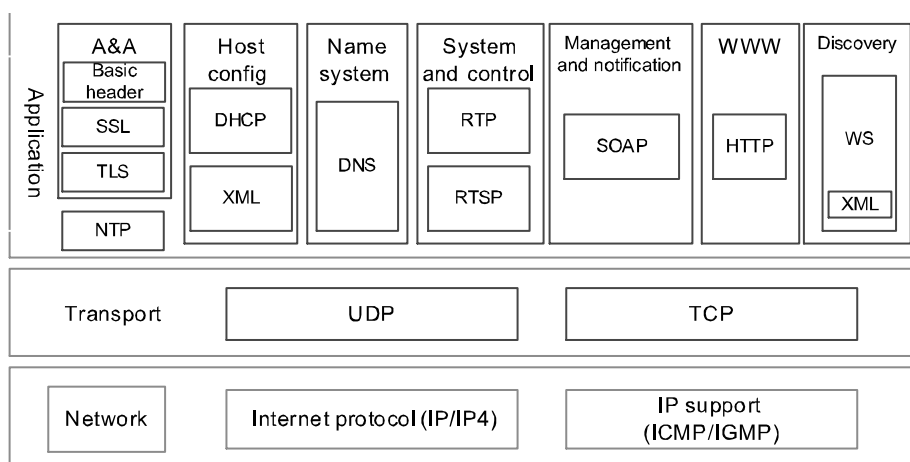 Application
A&A
Basic
header
SSL
TLS
NTP
Host
config
DHCP
XML
Name
system
DNS
System
and control
RTP
RTSP
Management
and notification
SOAP
WWW
HTTP
Discovery
WS
XML
Transport
UDP
TCP
Network
Internet protocol (IP/IP4)
IP support
(ICMP/IGMP)